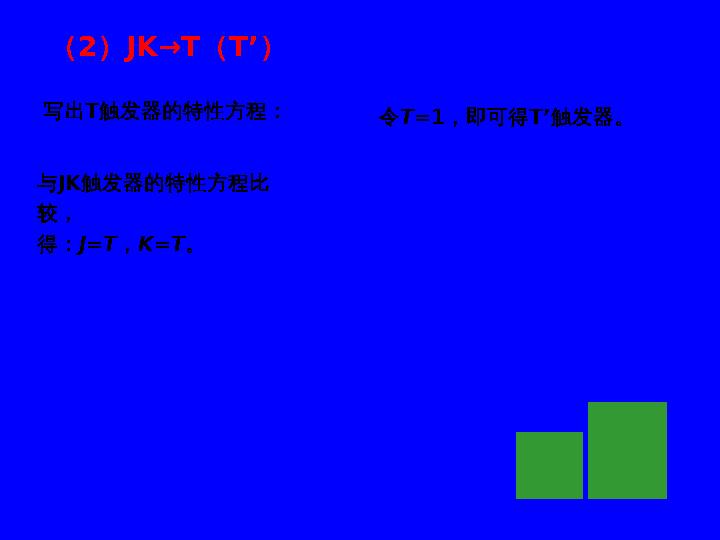 （2）JK→T（T’）
写出T触发器的特性方程：
与JK触发器的特性方程比
较，
得：J=T，K=T。
令T=1，即可得T’触发器。